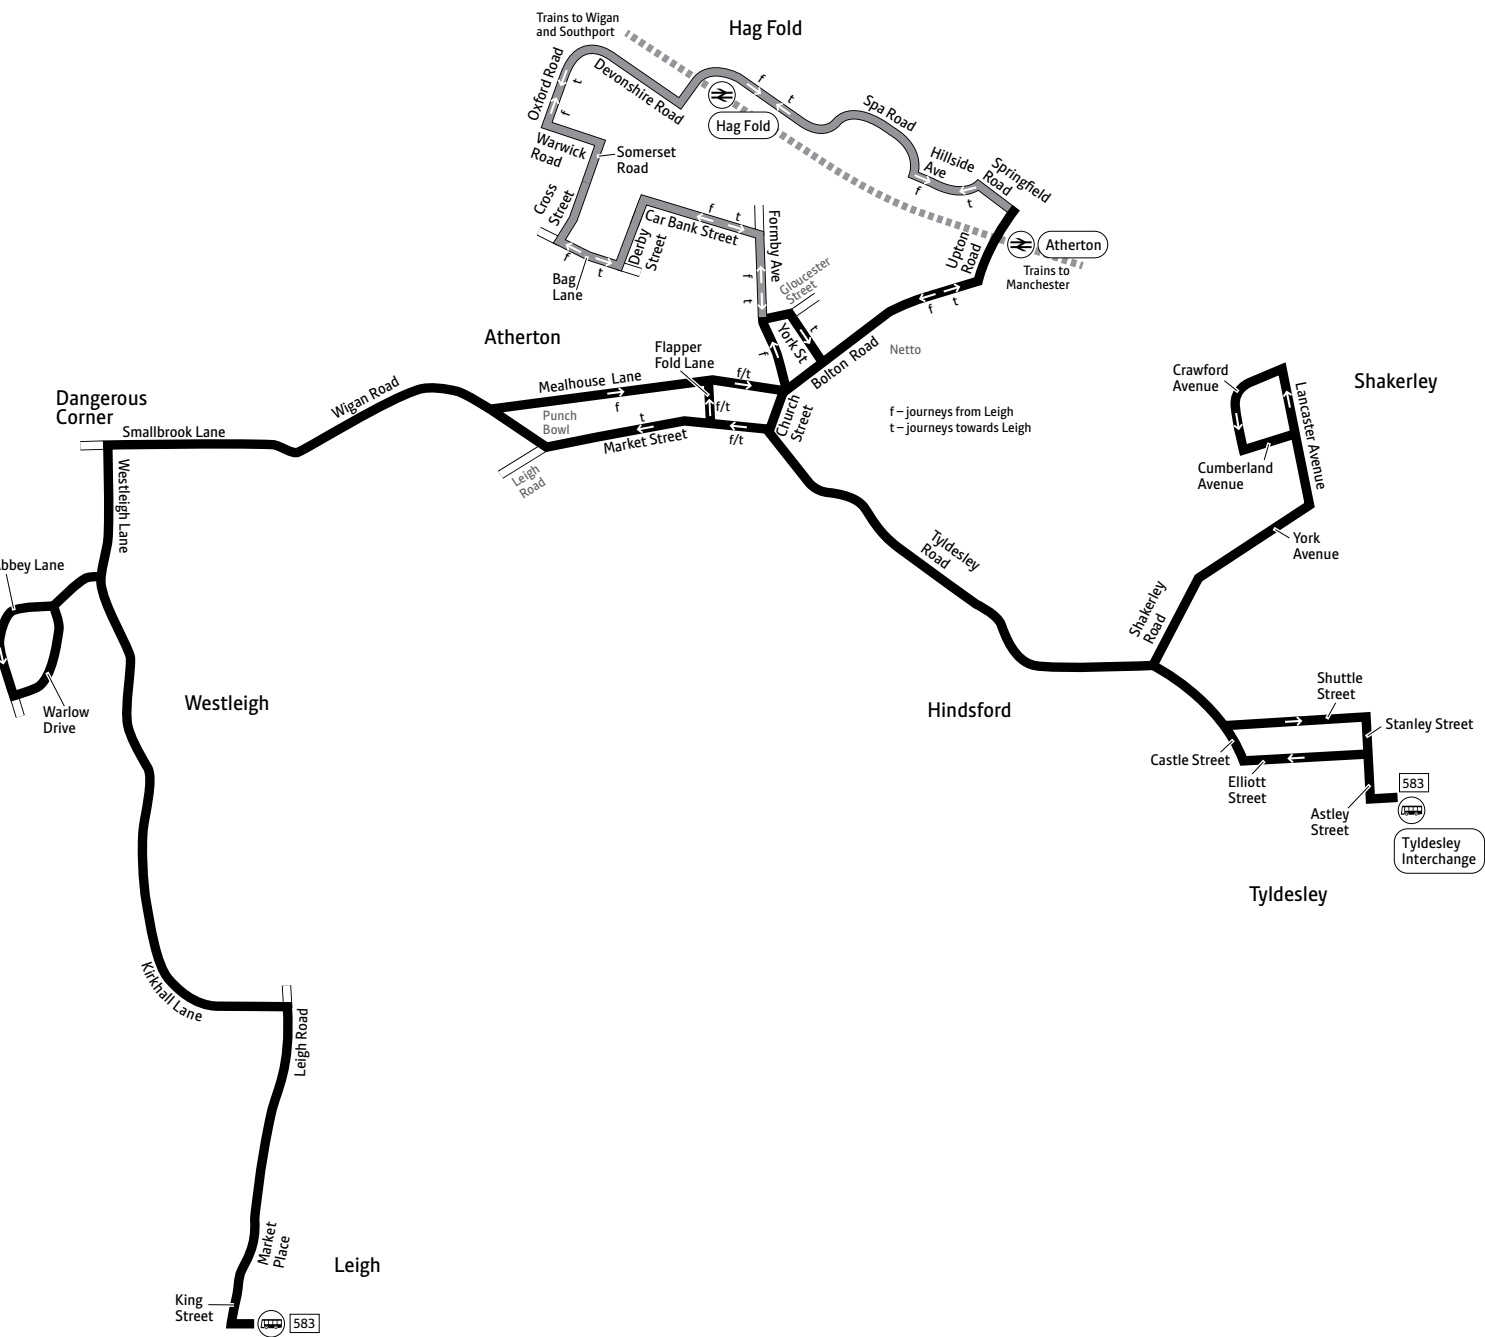 Trains to Wigan
and Southport
Hag Fold
Oxford Road
t
f
Devonshire Road
f
t
Hag Fold
Spa Road
Hillside
Ave
Springfield
Road
f
t
Warwick
Road
Somerset
Road
Cross
Street
f
t
Car Bank Street
Derby
Street
f
t
Bag
Lane
Formby Ave
f
t
Gloucester
Street
Upton
Road
Atherton
Trains to
Manchester
f
t
Atherton
York St
t
f
Bolton Road
Netto
Flapper
Fold Lane
Mealhouse Lane
f
f/t
f/t
Punch
Bowl
t
Market Street
f/t
Church
Street
Leigh
Road
f – journeys from Leigh
t – journeys towards Leigh
Crawford
Avenue
Shakerley
Lancaster Avenue
Cumberland
Avenue
York
Avenue
Dangerous
Corner
Wigan Road
Smallbrook Lane
Westleigh Lane
bbey Lane
Warlow
Drive
Westleigh
Tyldesley
Road
Shakerley
Road
Hindsford
Shuttle
Street
Stanley Street
Castle Street
Elliott
Street
Astley
Street
583
Tyldesley
Interchange
Tyldesley
Kirkhall Lane
Leigh Road
Market
Place
Leigh
King
Street
583